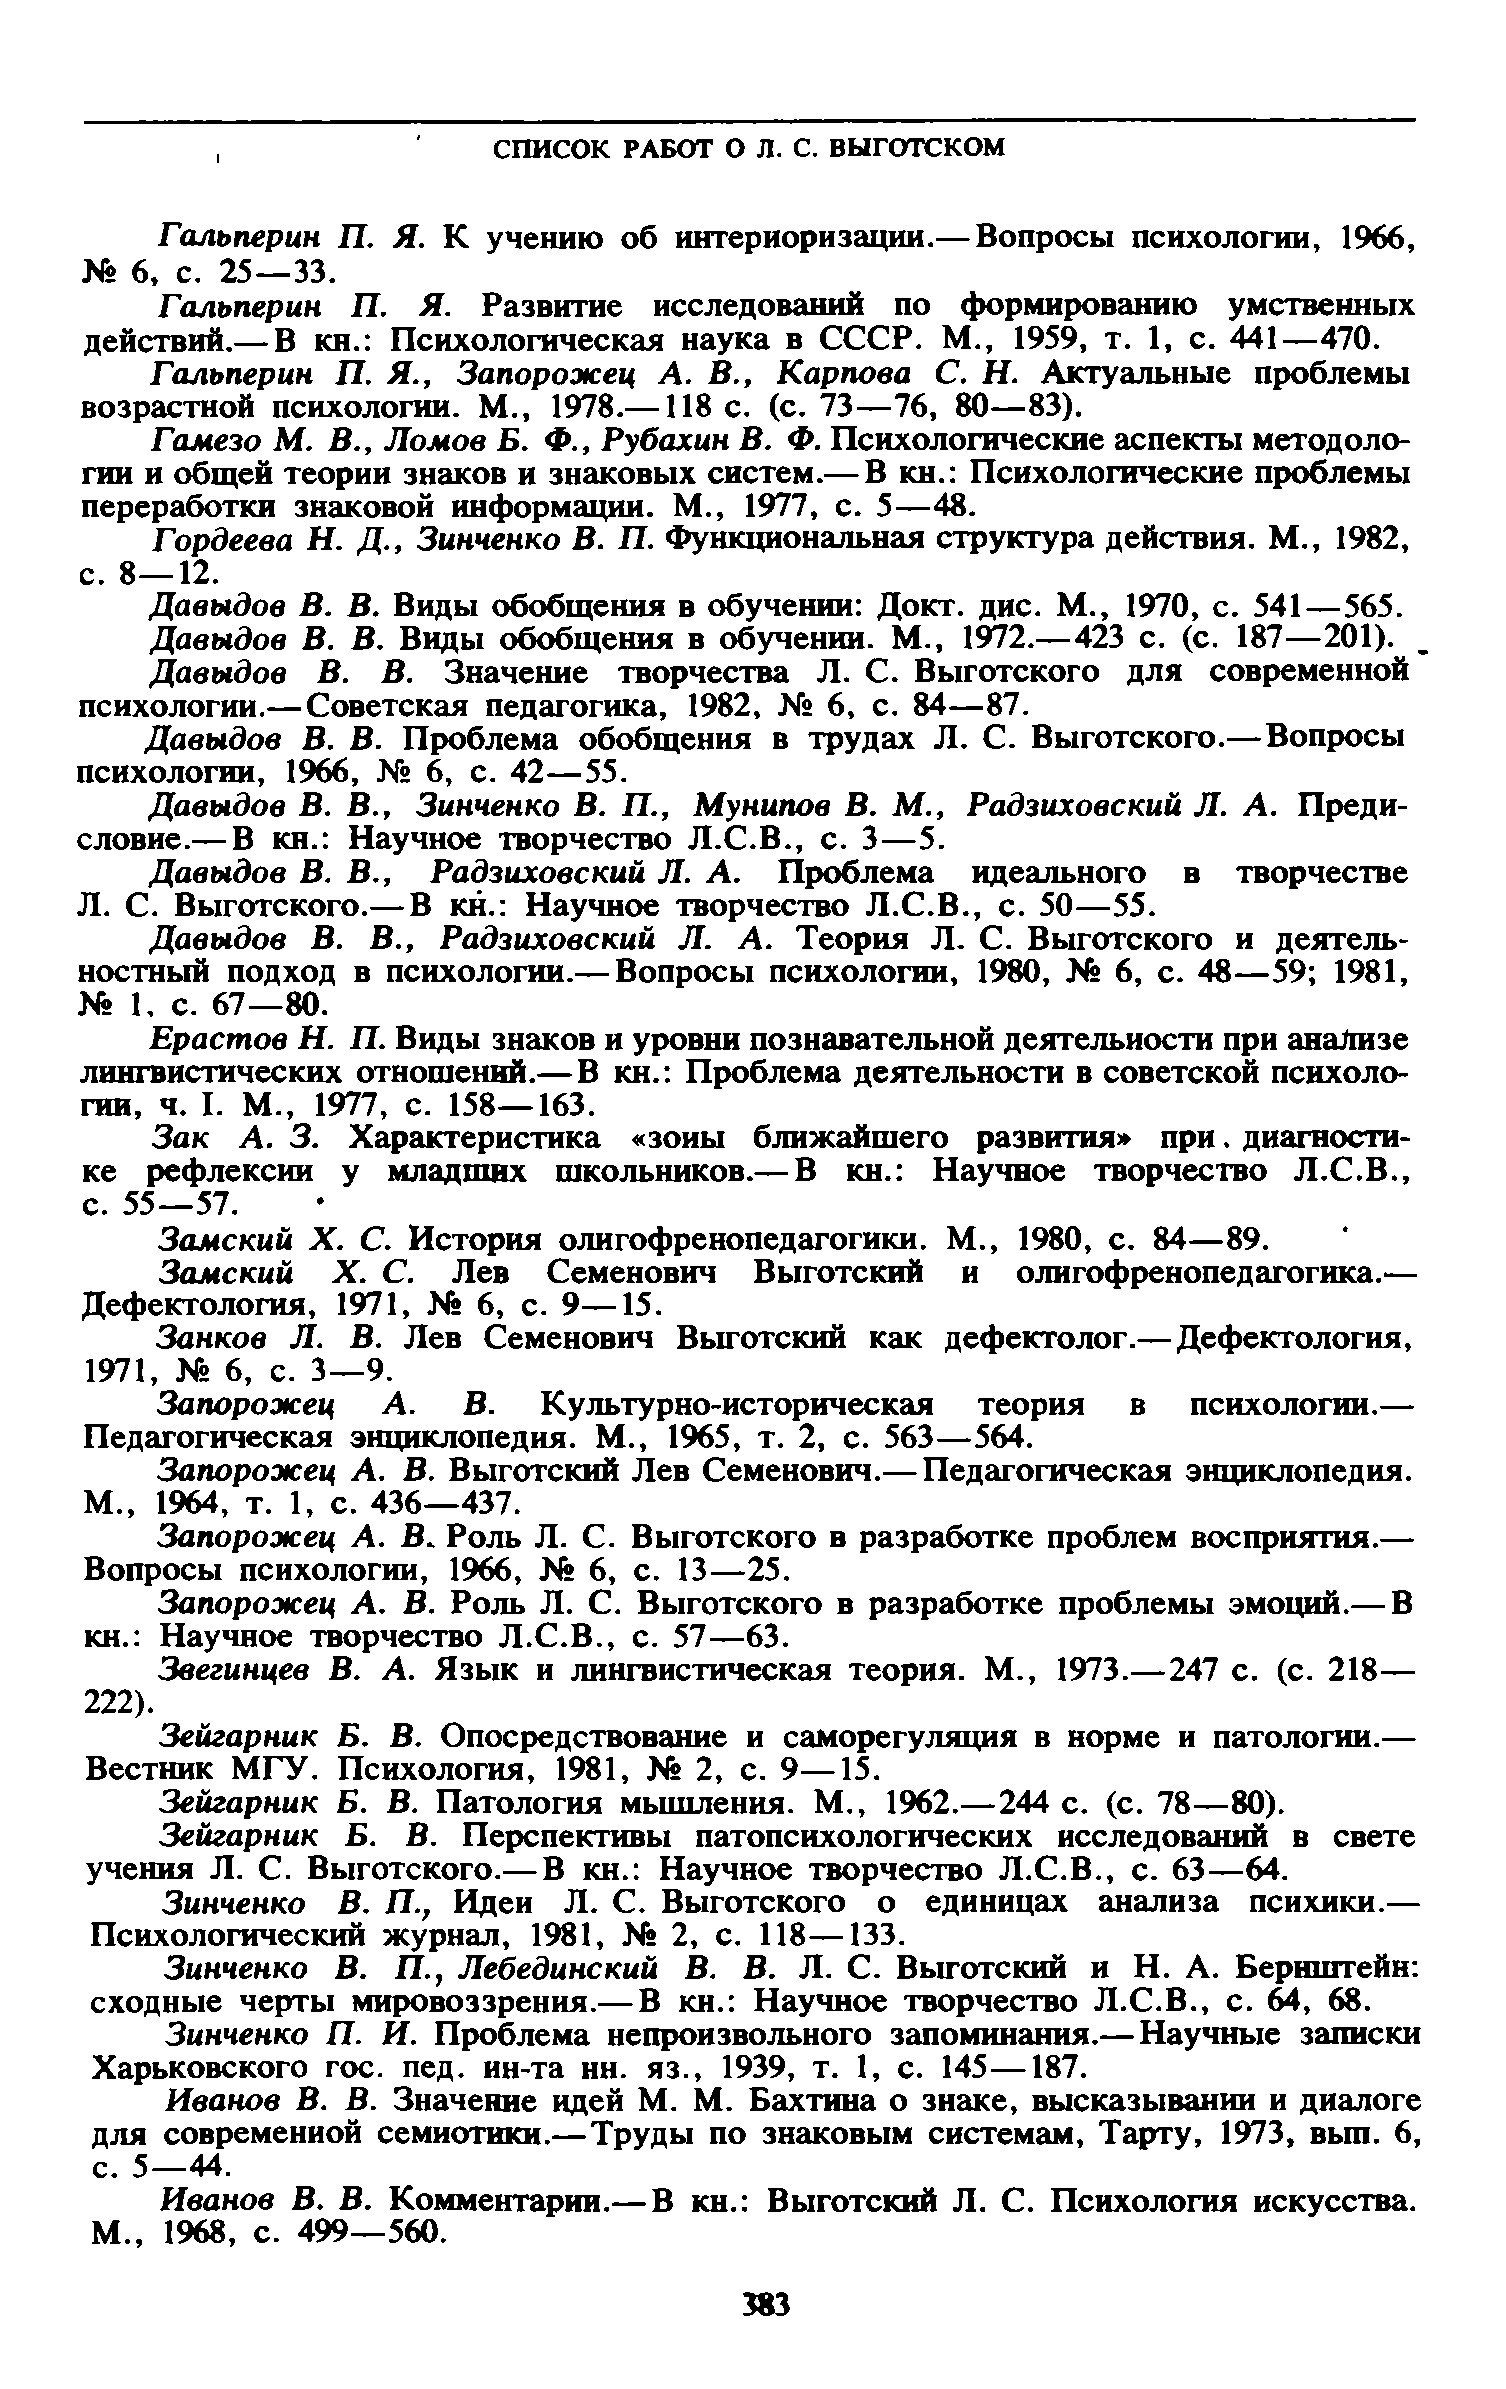 СПИСОК РАБОТ О Л. С. ВЫГОТСКОМ
Гальперин П. Я. К учению об интериоризации.— Вопросы психологии, 1966,
№ 6, с. 25—33.
Гальперин П. Я. Развитие исследований по формированию умственных
действий.— В кн.: Психологическая наука в СССР. М., 1959, т. 1, с. 441—470.
Гальперин П. Я., Запорожец А. В., Карпова С. Н. Актуальные проблемы
возрастной психологии. М., 1978.— 118 с. (с. 73—76, 80—83).
Гамезо М. В., Ломов Б. Ф., Рубахин В. Ф. Психологические аспекты методоло-
гии и общей теории знаков и знаковых систем.— В кн.: Психологические проблемы
переработки знаковой информации. М., 1977, с. 5—48.
Гордеева Н. Д., Зинченко В. П. Функциональная структура действия. М., 1982,
с. 8—12.
Давыдов В. В. Виды обобщения в обучении: Докт. дис. М., 1970, с. 541—565.
Давыдов В. В. Виды обобщения в обучении. М., 1972.— 423 с. (с. 187—201).
Давыдов В. В. Значение творчества Л. С. Выготского для современной
психологии.— Советская педагогика, 1982, № 6, с. 84—87.
Давыдов В. В. Проблема обобщения в трудах Л. С. Выготского.— Вопросы
психологии, 1966, № 6, с. 42—55.
Давыдов В. В., Зинченко В. П., Мунипов В. М., Радзиховский Л. А. Преди-
словие.— В кн.: Научное творчество Л.С.В., с. 3—5.
Давыдов В. В., Радзиховский Л. А. Проблема идеального в творчестве
Л. С. Выготского.— В кн.: Научное творчество Л.С.В., с. 50—55.
Давыдов В. В., Радзиховский Л. А. Теория Л. С. Выготского и деятель-
ностный подход в психологии.— Вопросы психологии, 1980, № 6, с. 48—59; 1981,
№ 1, с. 67—80.
Ерастов Н. П. Виды знаков и уровни познавательной деятельности при анализе
лингвистических отношений.— В кн.: Проблема деятельности в советской психоло-
гии, ч. I. М., 1977, с. 158—163.
Зак А. З. Характеристика «зоны ближайшего развития» при диагности-
ке рефлексии у младших школьников.— В кн.: Научное творчество Л.С.В.,
с. 55—57.
Замский Х. С. История олигофренопедагогики. М., 1980, с. 84—89.
Замский Х. С. Лев Семенович Выготский и олигофренопедагогика.—
Дефектология, 1971, № 6, с. 9—15.
Занков Л. В. Лев Семенович Выготский как дефектолог.— Дефектология,
1971, № 6, с. 3—9.
Запорожец А. В. Культурно-историческая теория в психологии.—
Педагогическая энциклопедия. М., 1965, т. 2, с. 563—564.
Запорожец А. В. Выготский Лев Семенович.— Педагогическая энциклопедия.
М., 1964, т. 1, с. 436—437.
Запорожец А. В. Роль Л. С. Выготского в разработке проблем восприятия.—
Вопросы психологии, 1966, № 6, с. 13—25.
Запорожец А. В. Роль Л. С. Выготского в разработке проблемы эмоций.— В
кн.: Научное творчество Л.С.В., с. 57—63.
Звегинцев В. А. Язык и лингвистическая теория. М., 1973.— 247 с. (с. 218—
222).
Зейгарник Б. В. Опосредствование и саморегуляция в норме и патологии.—
Вестник МГУ. Психология, 1981, № 2, с. 9—15.
Зейгарник Б. В. Патология мышления. М., 1962.— 244 с. (с. 78—80).
Зейгарник Б. В. Перспективы патопсихологических исследований в свете
учения Л. С. Выготского.— В кн.: Научное творчество Л.С.В., с. 63—64.
Зинченко В. П., Идеи Л. С. Выготского о единицах анализа психики.—
Психологический журнал, 1981, № 2, с. 118—133.
Зинченко В. П., Лебединский В. В. Л. С. Выготский и Н. А. Бернштейн:
сходные черты мировоззрения.— В кн.: Научное творчество Л.С.В., с. 64, 68.
Зинченко П. И. Проблема непроизвольного запоминания.— Научные записки
Харьковского гос. пед. ин-та ин. яз., 1939, т. 1, с. 145—187.
Иванов В. В. Значение идей М. М. Бахтина о знаке, высказывании и диалоге
для современной семиотики.— Труды по знаковым системам, Тарту, 1973, вып. 6,
с. 5—44.
Иванов В. В. Комментарии.— В кн.: Выготский Л. С. Психология искусства.
М., 1968, с. 499—560.
383